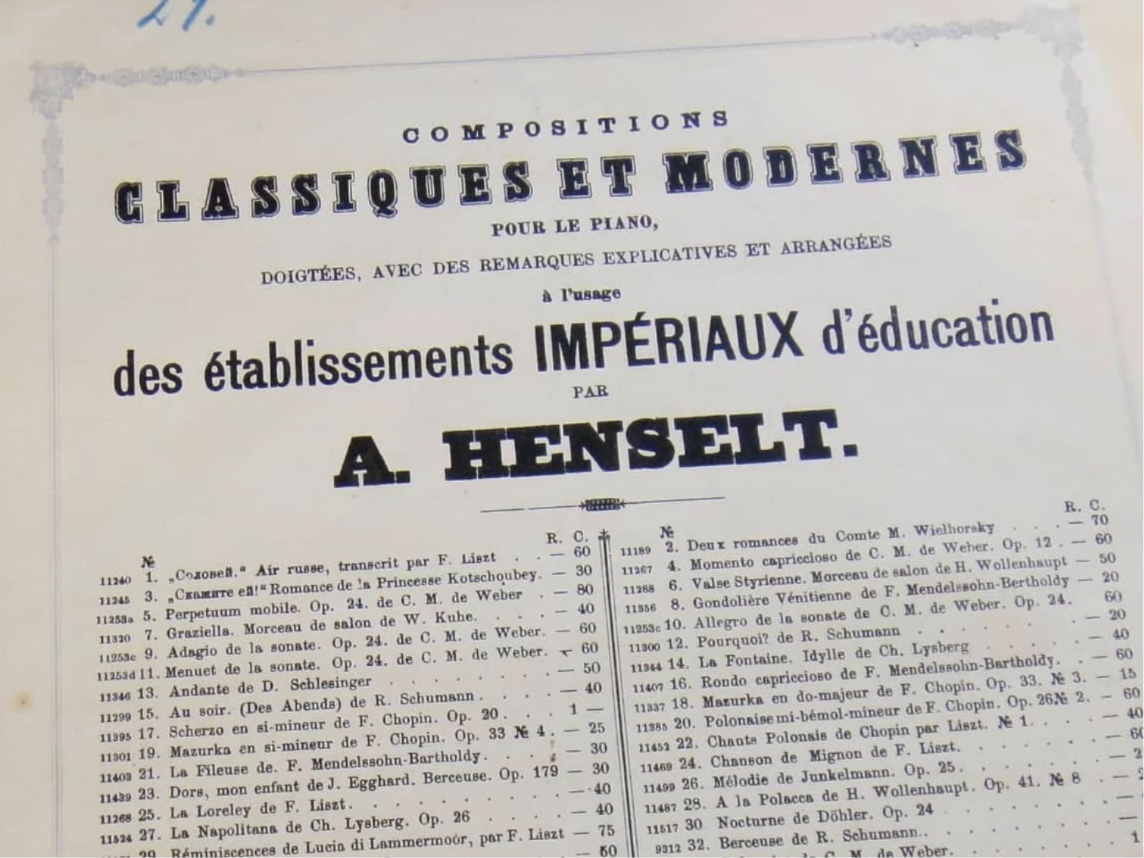 24.
COMPOSITIONS
CLASSIQUES ET MODERNES
POUR LE PIANO,
DOIGTÉES, AVEC DES REMARQUES EXPLICATIVES ET ARRANGÉES
à l'usage
des établissements IMPÉRIAUX d'éducation
PAR
A. HENSELT.
№ R. C.
11240 1. „Соловей.“ Air russe, transcrit par F. Liszt . . — 60
11245 3. „Скажите ей!“ Romance de la Princesse Kotschoubey. — 30
11253a 5. Perpetuum mobile. Op. 24. de C. M. de Weber . — 80
11320 7. Graziella. Morceau de salon de W. Kuhe. . . . — 40
11253c 9. Adagio de la sonate. Op. 24. de C. M. de Weber. — 60
11253d 11. Menuet de la sonate. Op. 24. de C. M. de Weber. — 60
11346 13. Andante de D. Schlesinger . . . . . . . . — 50
11299 15. Au soir. (Des Abends) de R. Schumann . . . . — 40
11395 17. Scherzo en si-mineur de F. Chopin. Op. 20 . . . 1 —
11301 19. Mazurka en si-mineur de F. Chopin. Op. 33 № 4 . — 25
11403 21. La Fileuse de. F. Mendelssohn-Bartholdy. . . . — 30
11439 23. Dors, mon enfant de J. Egghard. Berceuse. Op. 179 — 30
11268 25. La Loreley de F. Liszt. . . . . . . . . — 40
11524 27. La Napolitana de Ch. Lysberg. Op. 26 . . . . — 40
29. Réminiscences de Lucia di Lammermoor, par F. Liszt — 75
№ R. C.
11189 2. Deux romances du Comte M. Wielhorsky . . . — 70
11267 4. Momento capriccioso de C. M. de Weber. Op. 12 . — 60
11288 6. Valse Styrienne. Morceau de salon de H. Wollenhaupt — 50
11356 8. Gondolière Vénitienne de F. Mendelssohn-Bertholdy — 20
11253c 10. Allegro de la sonate de C. M. de Weber. Op. 24. 60
11300 12. Pourquoi? de R. Schumann . . . . . . . — 20
11344 14. La Fontaine. Idylle de Ch. Lysberg . . . . — 40
11407 16. Rondo capriccioso de F. Mendelssohn-Bartholdy. . — 60
11337 18. Mazurka en do-majeur de F. Chopin. Op. 33. № 3. — 15
11385 20. Polonaise mi-bémol-mineur de F. Chopin. Op. 26 № 2. — 60
11452 22. Chants Polonais de Chopin par Liszt. № 1. . . . — 40
11469 24. Chanson de Mignon de F. Liszt. . . . . . . — 60
11499 26. Mélodie de Junkelmann. Op. 25 . . . . . . —
11487 28. A la Polacca de H. Wollenhaupt. Op. 41. № 8 . —
11517 30 Nocturne de Döhler. Op. 24 . . . . . . . —
9312 32. Berceuse de R. Schumann. . . . . . . . —
de C. M. de Weber.